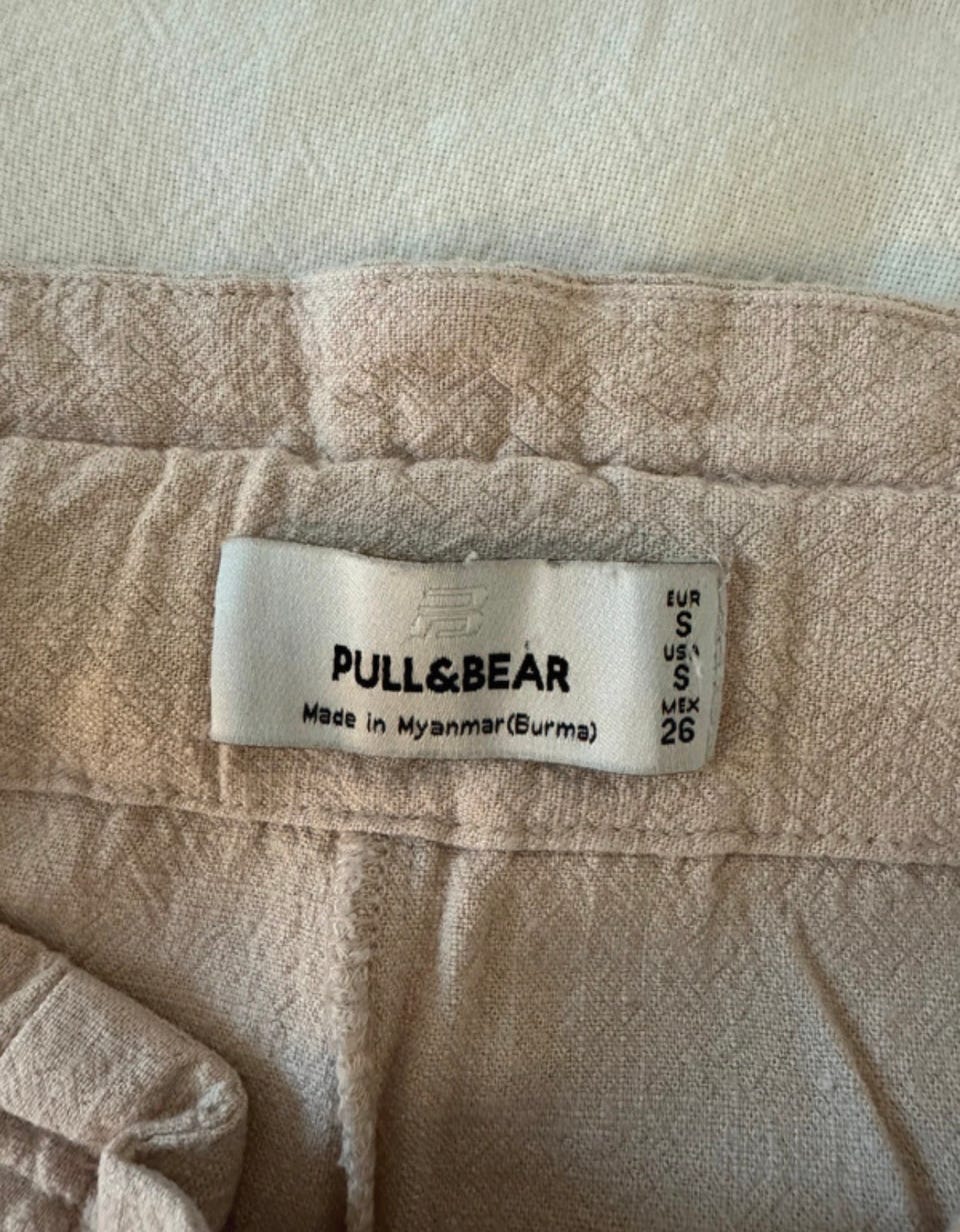 PULL&BEAR
Made in Myanmar(Burma)
EUR
S
USA
S
MEX
26